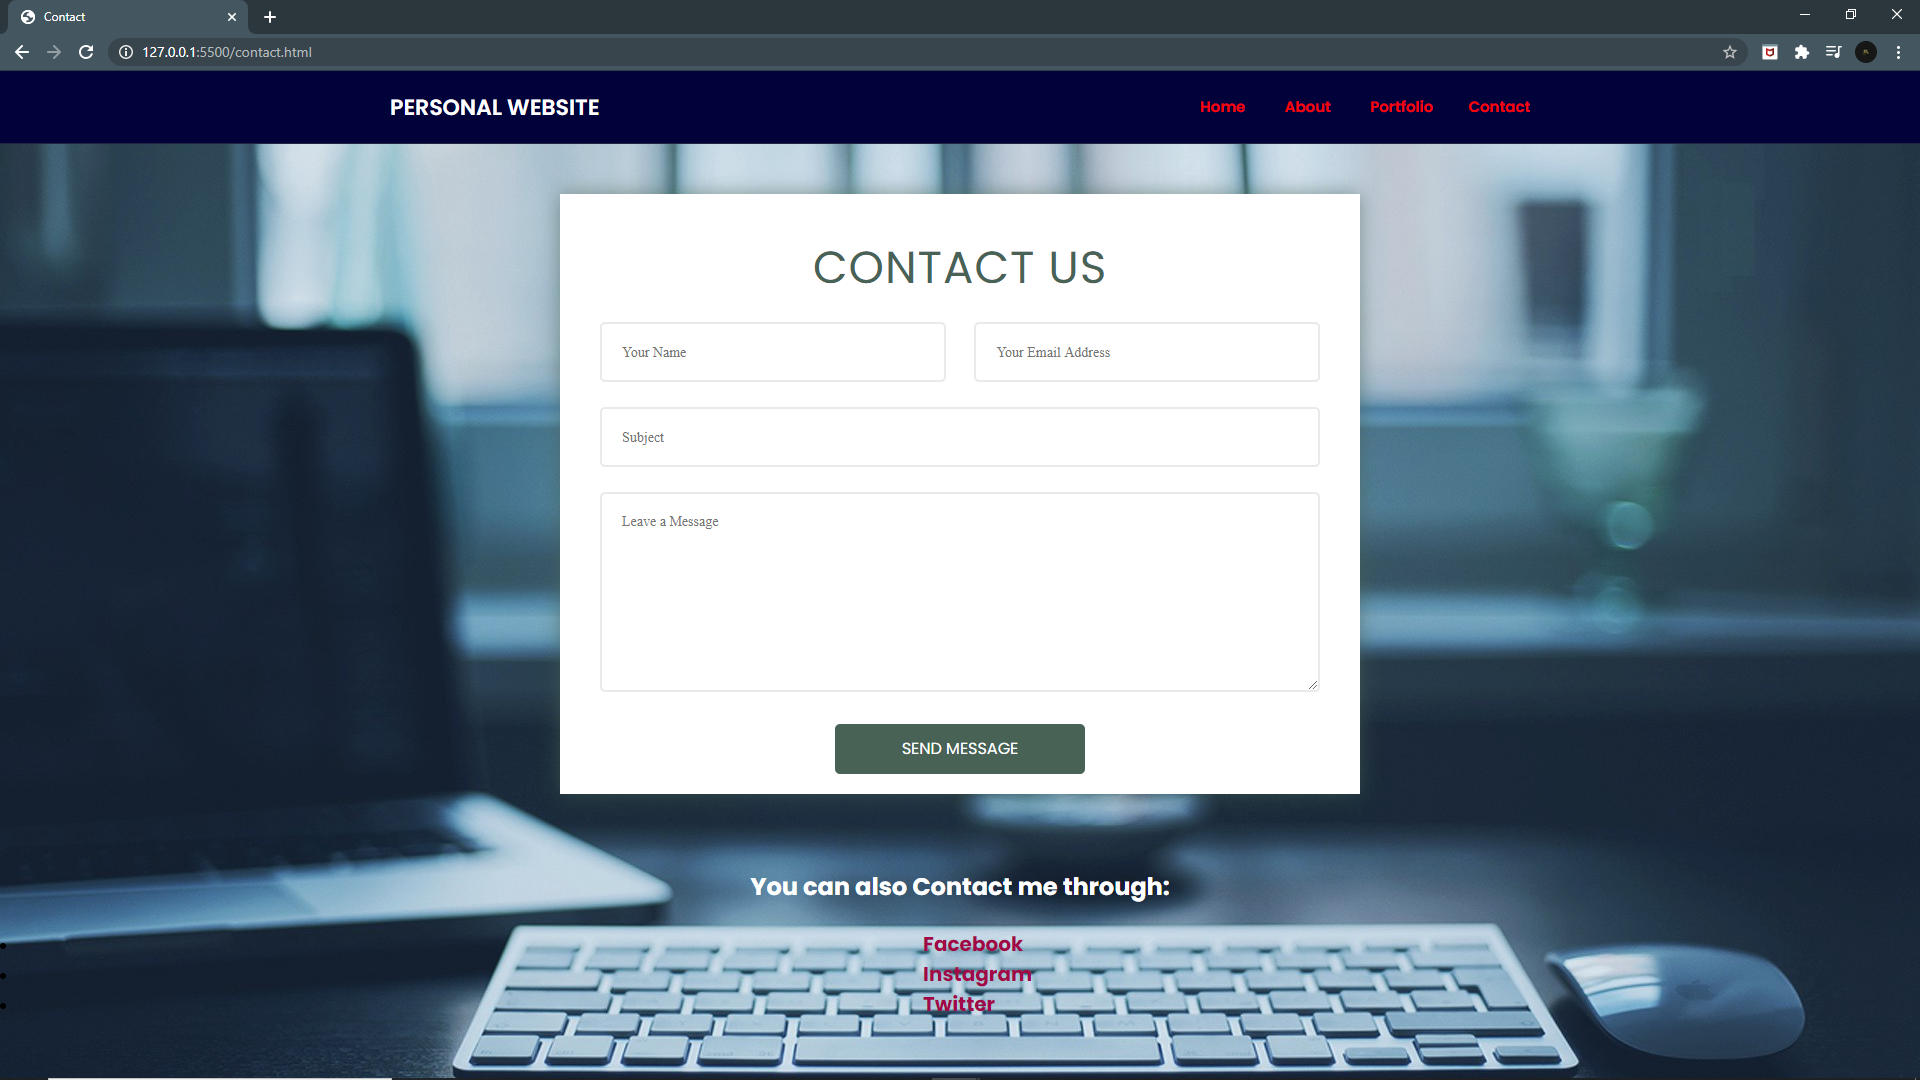 Contact
127.0.0.1:5500/contact.html
PERSONAL WEBSITE
Home About Portfolio Contact
CONTACT US
Your Name Your Email Address
Subject
Leave a Message
SEND MESSAGE
You can also Contact me through:
Facebook
Instagram
Twitter